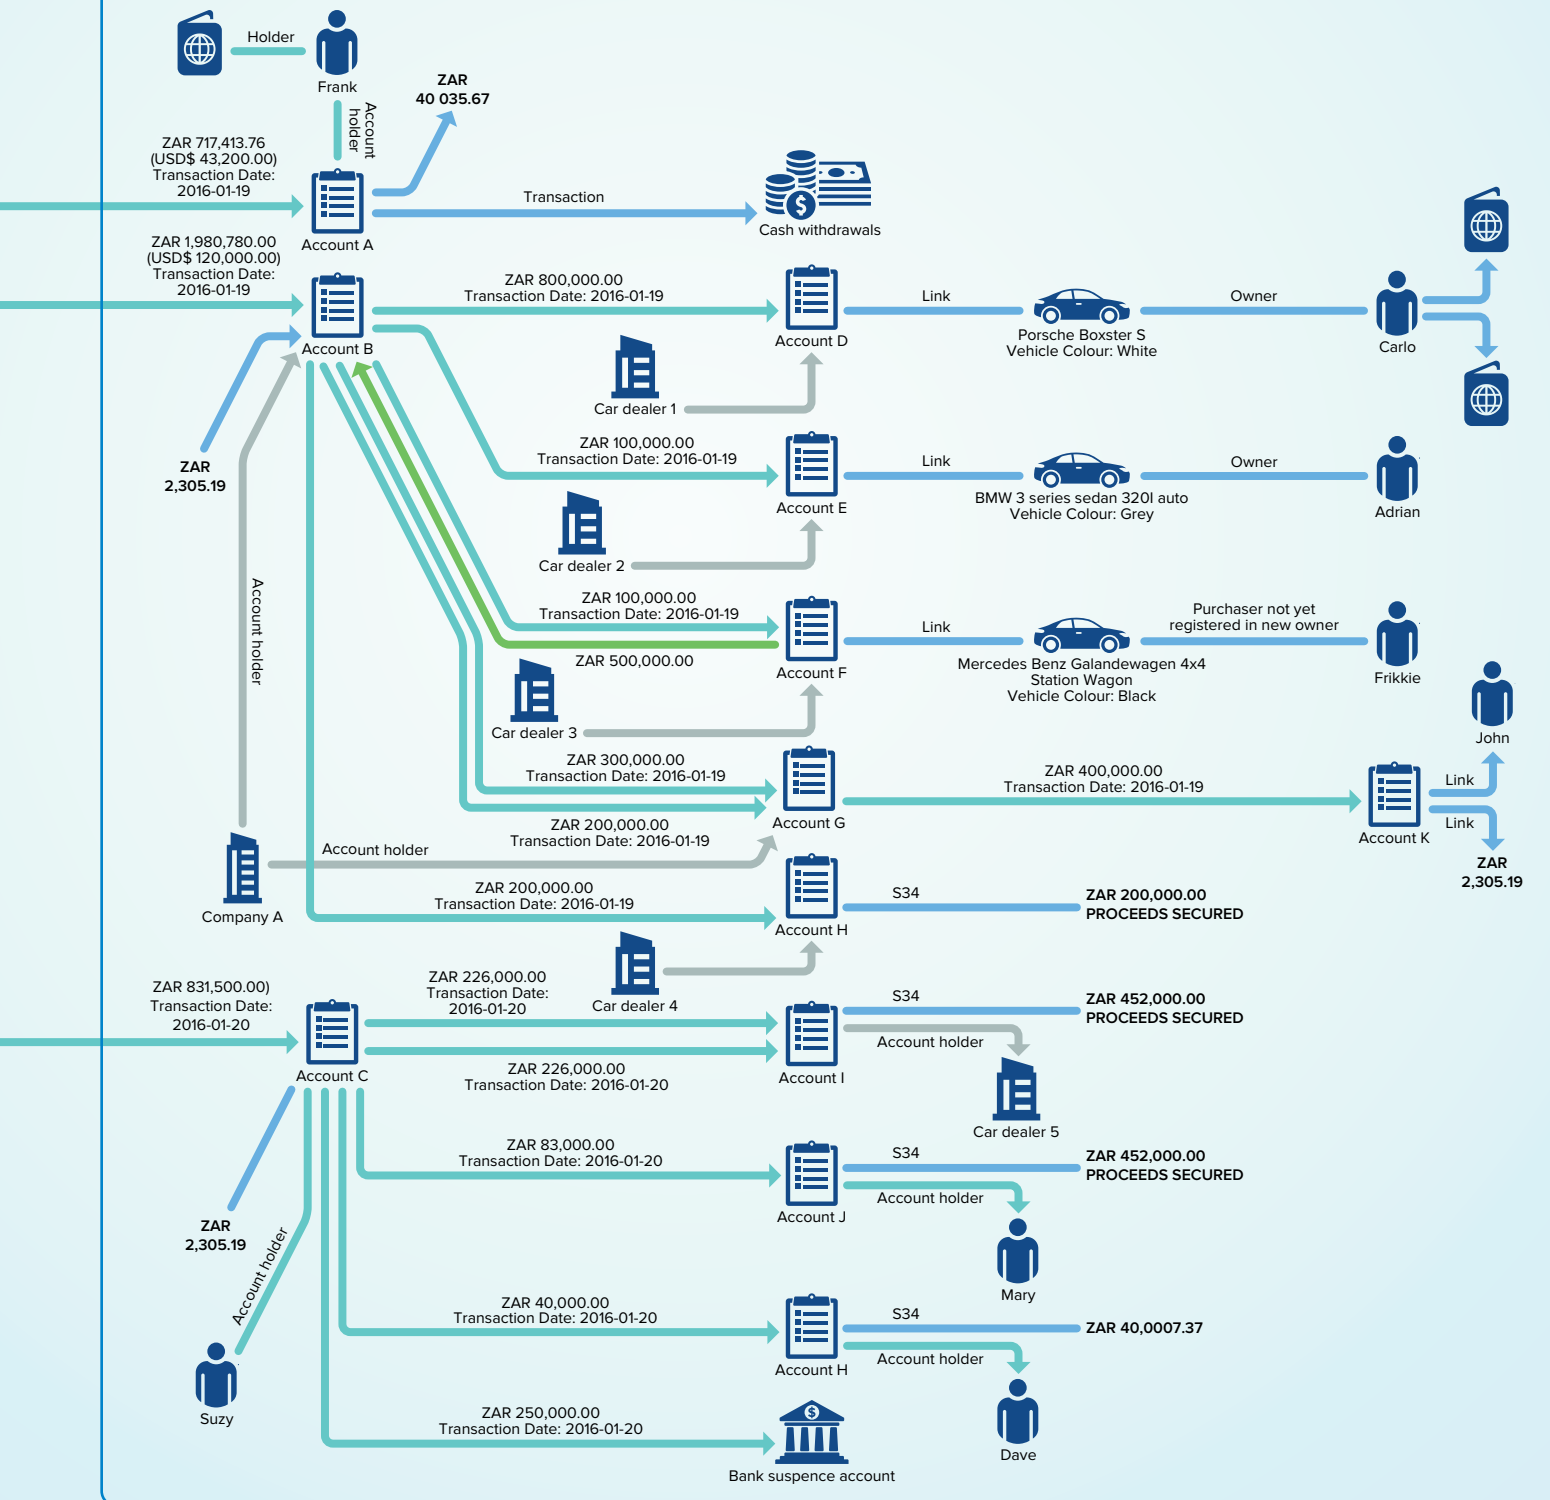 Holder
Frank
Account
holder
ZAR
40 035.67
ZAR 717,413.76
(USD$ 43,200.00)
Transaction Date:
2016-01-19
Transaction
Cash withdrawals
Account A
ZAR 1,980,780.00
(USD$ 120,000.00)
Transaction Date:
2016-01-19
ZAR 800,000.00
Transaction Date: 2016-01-19
Account B
Account D
Link
Porsche Boxster S
Vehicle Colour: White
Owner
Carlo
Car dealer 1
ZAR
2,305.19
ZAR 100,000.00
Transaction Date: 2016-01-19
Account E
Link
BMW 3 series sedan 320I auto
Vehicle Colour: Grey
Owner
Adrian
Car dealer 2
Account holder
ZAR 100,000.00
Transaction Date: 2016-01-19
ZAR 500,000.00
Account F
Link
Mercedes Benz Galandewagen 4x4
Station Wagon
Vehicle Colour: Black
Purchaser not yet
registered in new owner
Frikkie
Car dealer 3
John
ZAR 300,000.00
Transaction Date: 2016-01-19
ZAR 200,000.00
Transaction Date: 2016-01-19
Account G
ZAR 400,000.00
Transaction Date: 2016-01-19
Account K
Link
Link
ZAR
2,305.19
Account holder
Company A
ZAR 200,000.00
Transaction Date: 2016-01-19
Account H
S34
ZAR 200,000.00
PROCEEDS SECURED
Car dealer 4
ZAR 831,500.00)
Transaction Date:
2016-01-20
Account C
ZAR 226,000.00
Transaction Date:
2016-01-20
ZAR 226,000.00
Transaction Date: 2016-01-20
Account I
S34
ZAR 452,000.00
PROCEEDS SECURED
Account holder
Car dealer 5
ZAR 83,000.00
Transaction Date: 2016-01-20
Account J
S34
ZAR 452,000.00
PROCEEDS SECURED
Account holder
Mary
ZAR
2,305.19
Account holder
Suzy
ZAR 40,000.00
Transaction Date: 2016-01-20
Account H
S34
ZAR 40,0007.37
Account holder
Dave
ZAR 250,000.00
Transaction Date: 2016-01-20
Bank suspence account